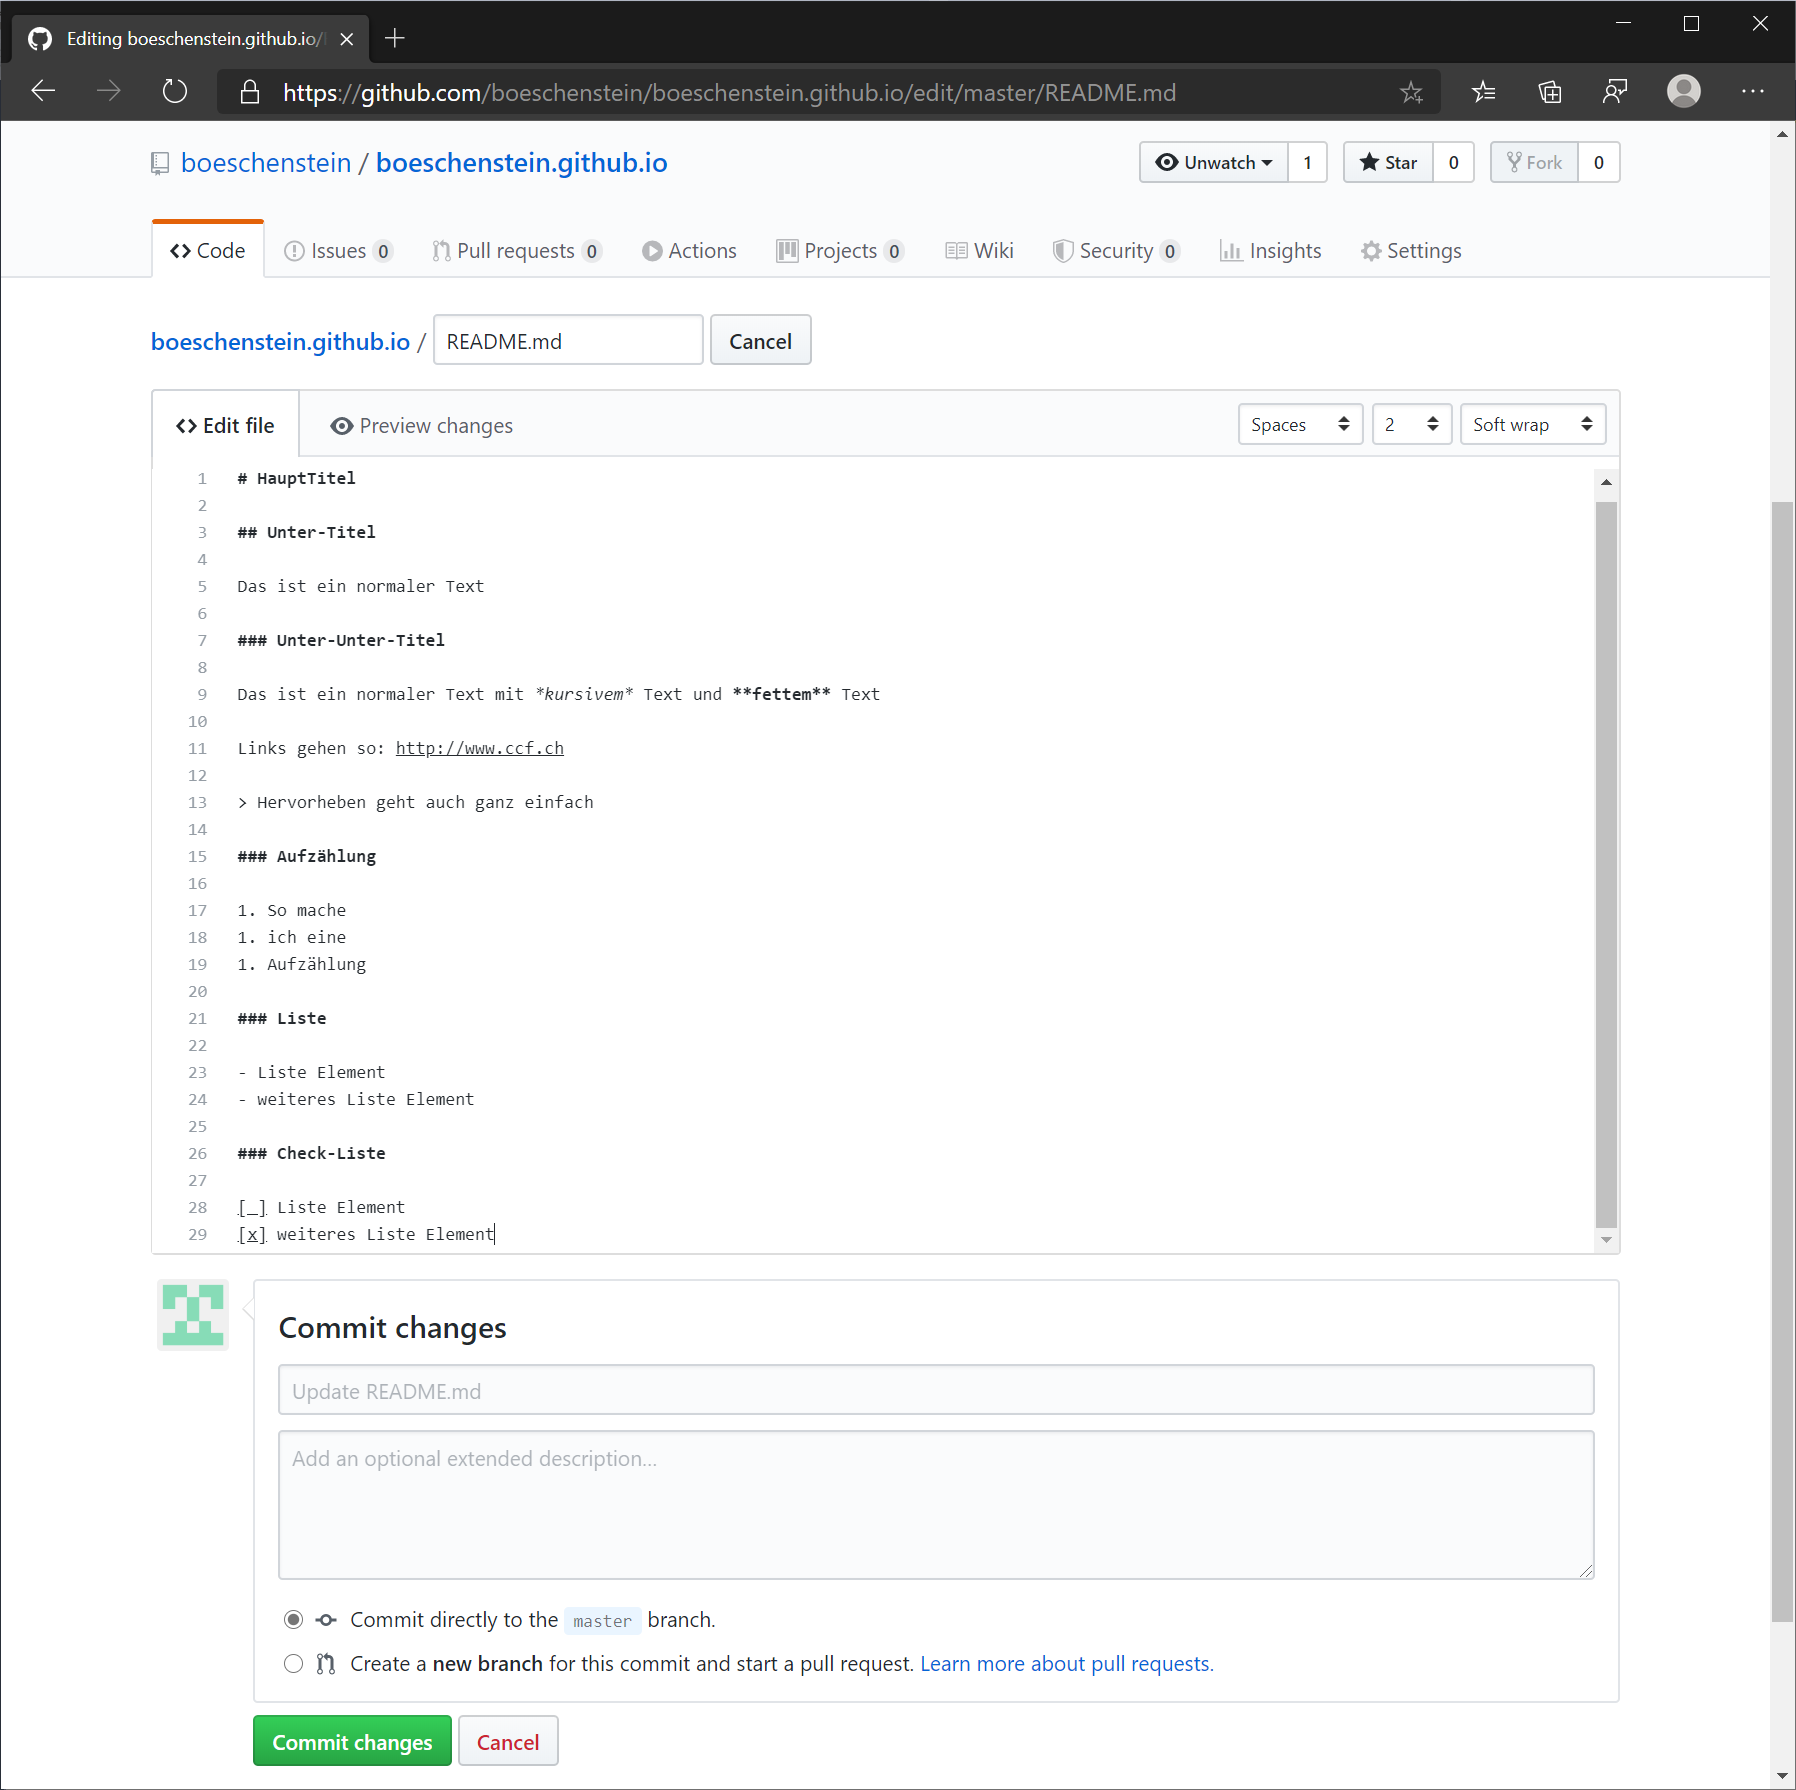 Editing boeschenstein.github.io/
https://github.com/boeschenstein/boeschenstein.github.io/edit/master/README.md
boeschenstein / boeschenstein.github.io
Unwatch 1 Star 0 Fork 0
Code Issues 0 Pull requests 0 Actions Projects 0 Wiki Security 0 Insights Settings
boeschenstein.github.io / README.md Cancel
Edit file Preview changes Spaces 2 Soft wrap
1 # HauptTitel
2
3 ## Unter-Titel
4
5 Das ist ein normaler Text
6
7 ### Unter-Unter-Titel
8
9 Das ist ein normaler Text mit *kursivem* Text und **fettem** Text
10
11 Links gehen so: http://www.ccf.ch
12
13 > Hervorheben geht auch ganz einfach
14
15 ### Aufzählung
16
17 1. So mache
18 1. ich eine
19 1. Aufzählung
20
21 ### Liste
22
23 - Liste Element
24 - weiteres Liste Element
25
26 ### Check-Liste
27
28 [_] Liste Element
29 [x] weiteres Liste Element
Commit changes
Update README.md
Add an optional extended description...
Commit directly to the master branch.
Create a new branch for this commit and start a pull request. Learn more about pull requests.
Commit changes Cancel